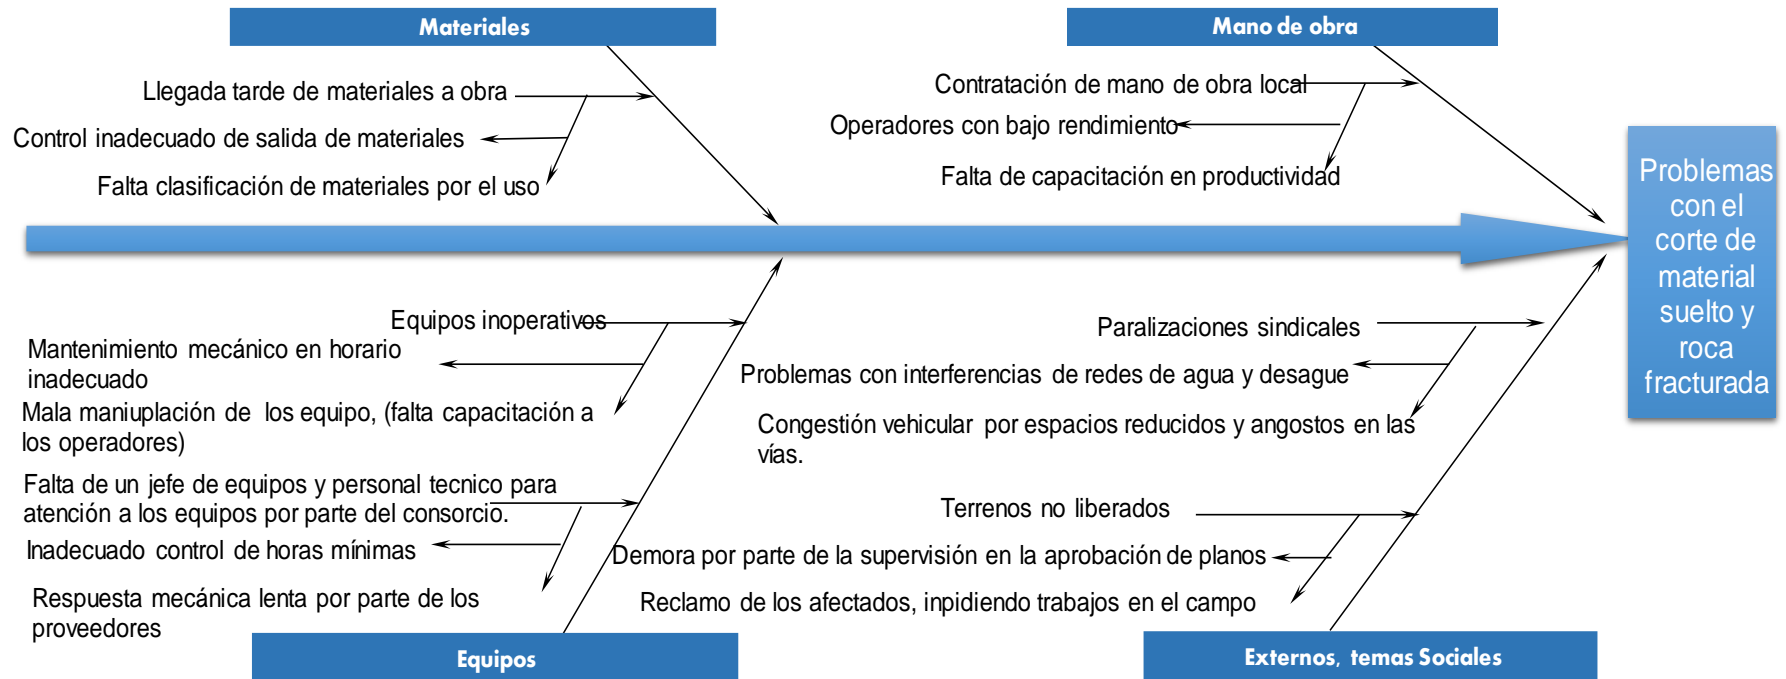 Materiales
Mano de obra
Llegada tarde de materiales a obra
Control inadecuado de salida de materiales
Falta clasificación de materiales por el uso
Contratación de mano de obra local
Operadores con bajo rendimiento
Falta de capacitación en productividad
Problemas
con el
corte de
material
suelto y
roca
fracturada
Equipos inoperativos
Mantenimiento mecánico en horario
inadecuado
Mala maniuplación de los equipo, (falta capacitación a
los operadores)
Falta de un jefe de equipos y personal tecnico para
atención a los equipos por parte del consorcio.
Inadecuado control de horas mínimas
Respuesta mecánica lenta por parte de los
proveedores
Paralizaciones sindicales
Problemas con interferencias de redes de agua y desague
Congestión vehicular por espacios reducidos y angostos en las
vías.
Terrenos no liberados
Demora por parte de la supervisión en la aprobación de planos
Reclamo de los afectados, inpidiendo trabajos en el campo
Equipos
Externos, temas Sociales